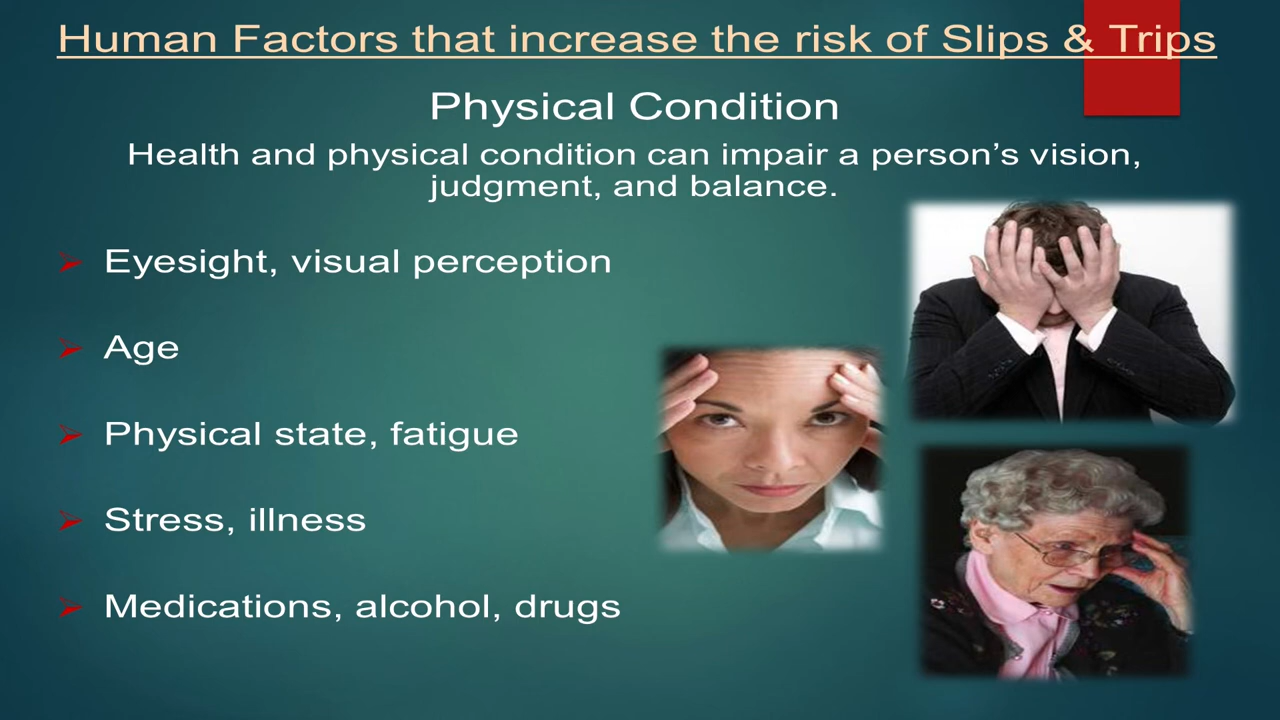 Human Factors that increase the risk of Slips & Trips
Physical Condition
Health and physical condition can impair a person’s vision,
judgment, and balance.
Eyesight, visual perception
Age
Physical state, fatigue
Stress, illness
Medications, alcohol, drugs